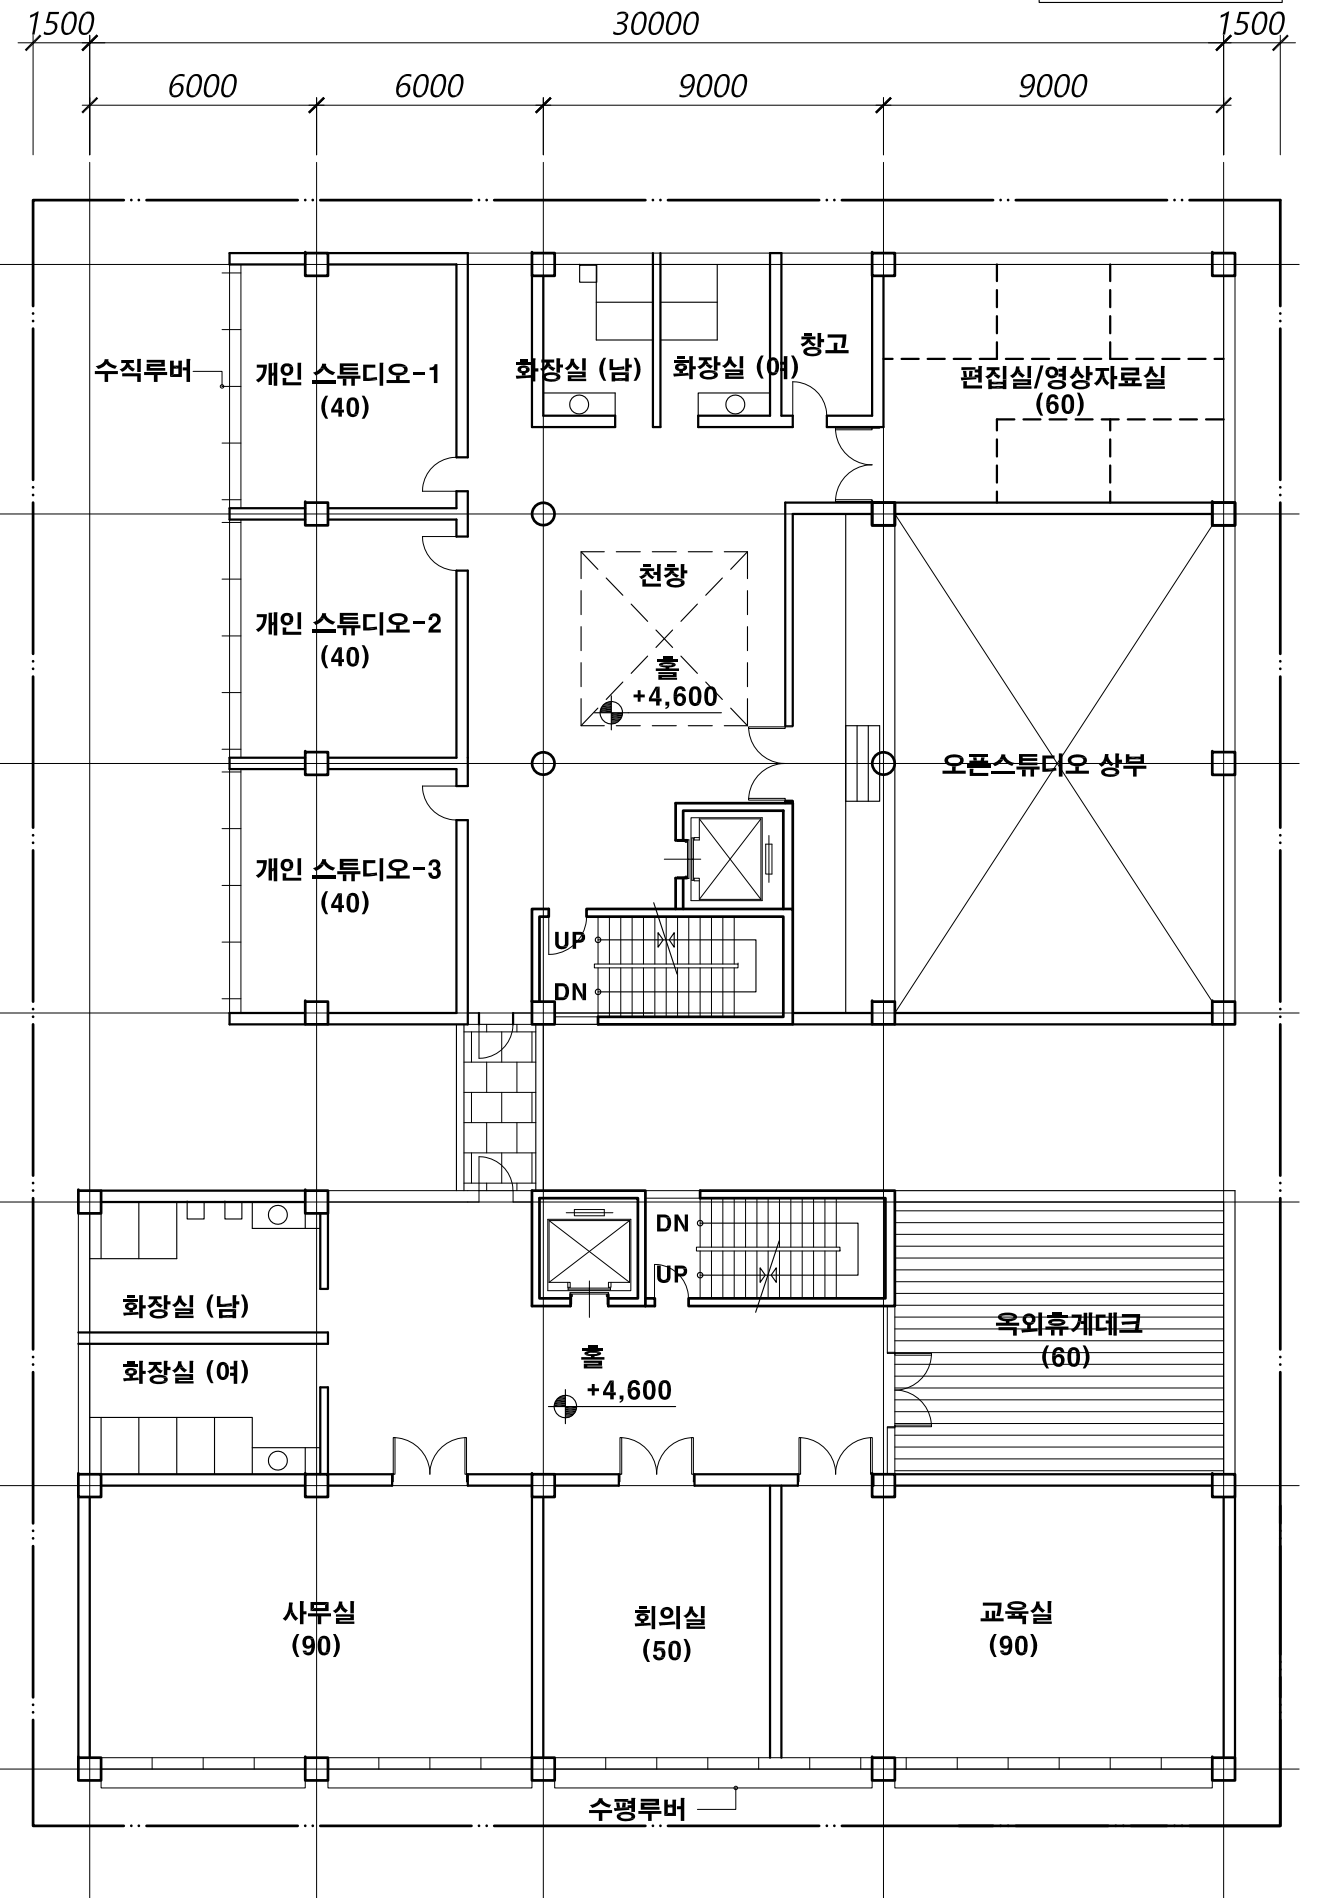 1500 30000 1500
6000 6000 9000 9000
수직루버
개인 스튜디오-1
(40)
화장실 (남)
화장실 (여)
창고
편집실/영상자료실
(60)
개인 스튜디오-2
(40)
천창
홀
+4,600
오픈스튜디오 상부
개인 스튜디오-3
(40)
UP
DN
DN
UP
화장실 (남)
화장실 (여)
홀
+4,600
옥외휴게데크
(60)
사무실
(90)
회의실
(50)
교육실
(90)
수평루버